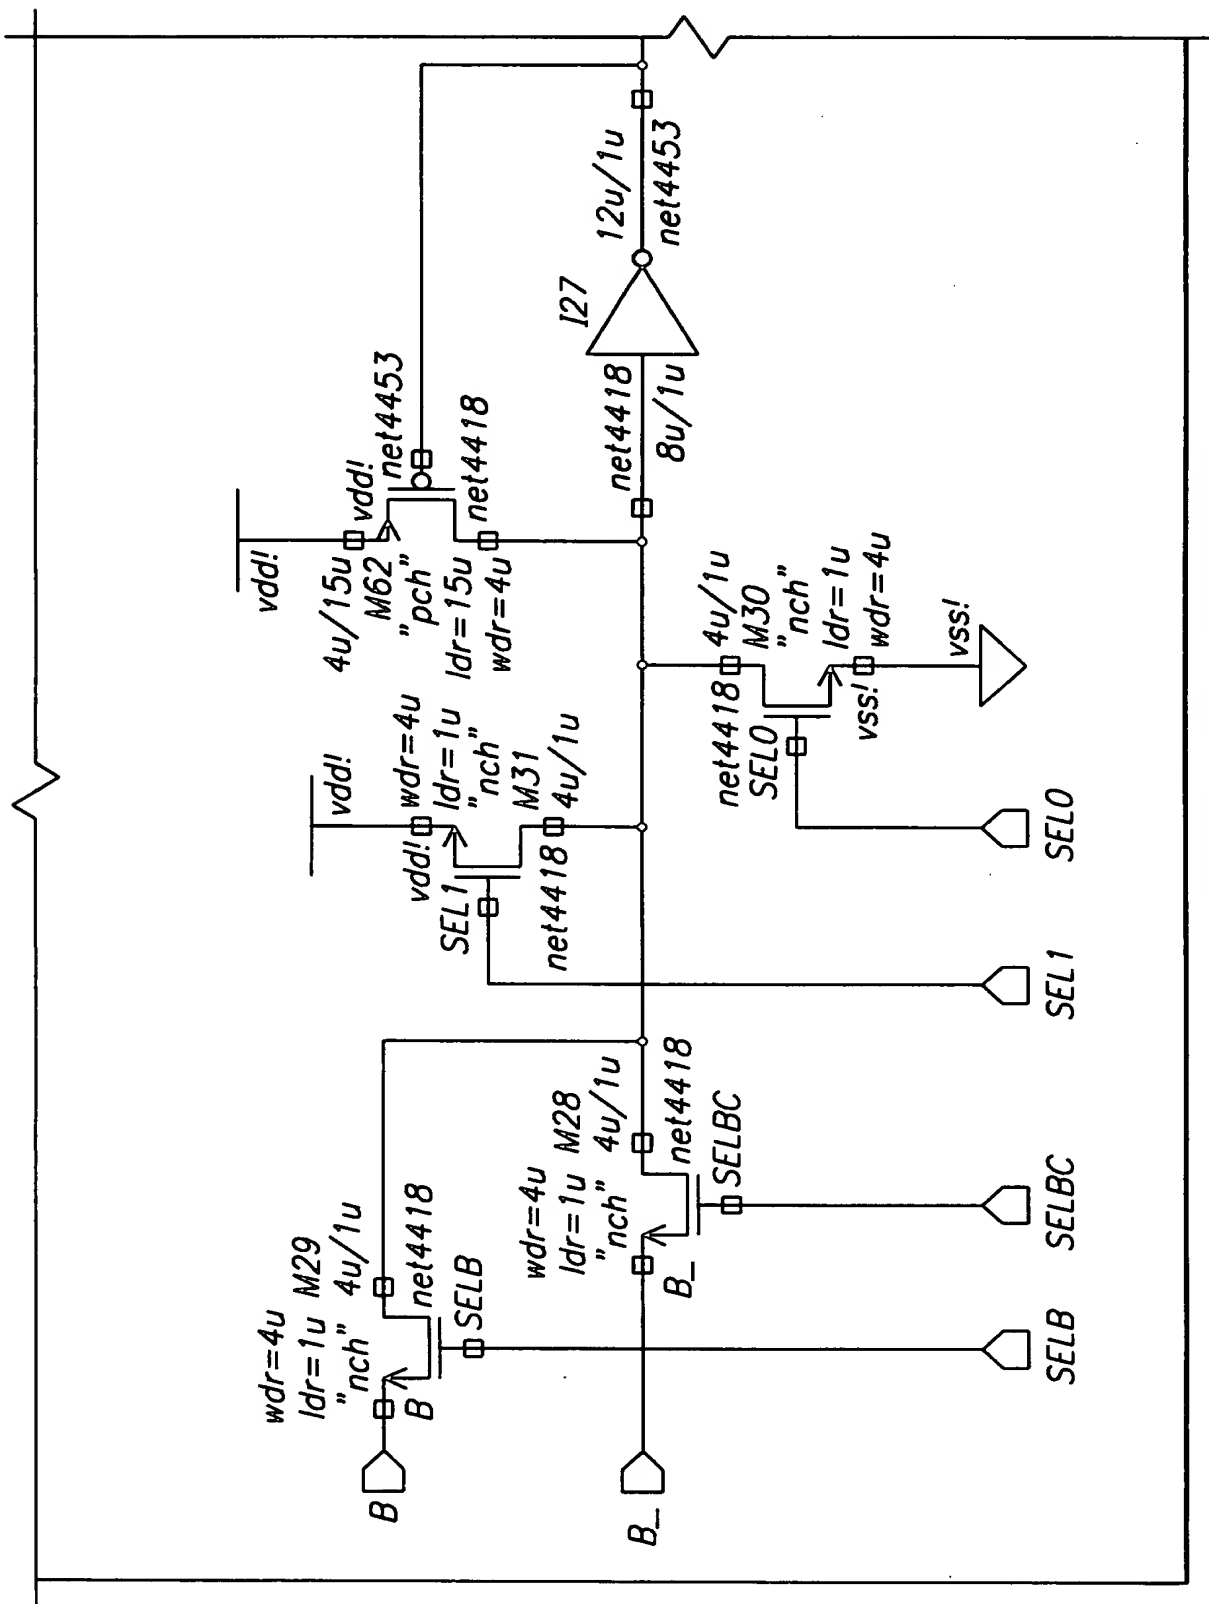 B
wdr=4u
ldr=1u M29
"nch" 4u/1u
B
net4418
SELB
B_
wdr=4u
ldr=1u M28
"nch" 4u/1u
B_
net4418
SELBC
vdd!
vdd!
wdr=4u
ldr=1u
"nch"
M31
4u/1u
SEL1
net4418
vdd!
vdd!
4u/15u
M62
"pch"
ldr=15u
wdr=4u
net4453
net4418
net4418
8u/1u
I27
12u/1u
net4453
4u/1u
M30
"nch"
ldr=1u
wdr=4u
net4418
SEL0
vss!
vss!
SELB
SELBC
SEL1
SEL0